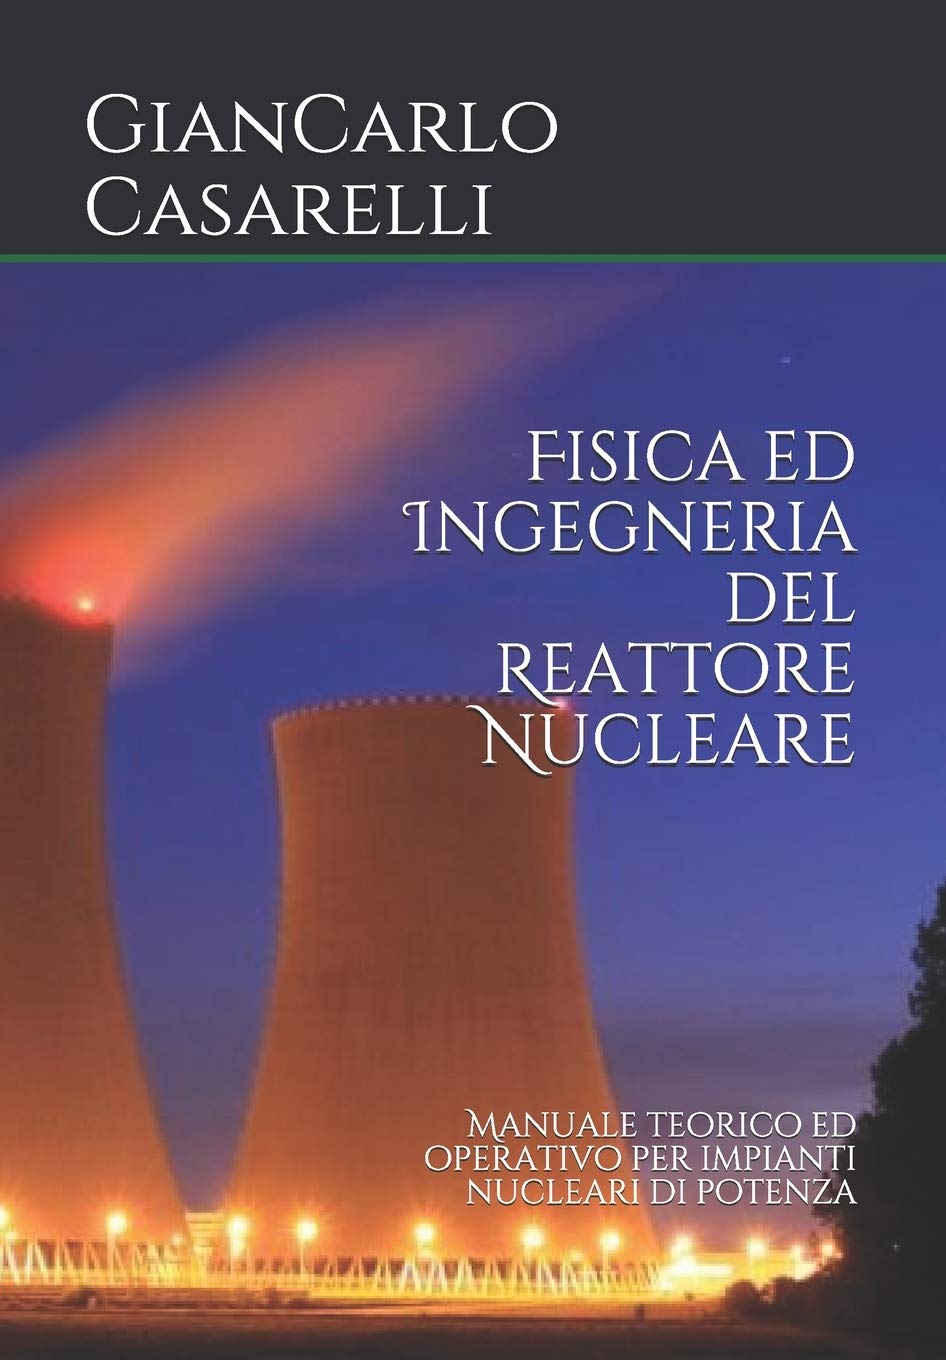 GianCarlo
Casarelli
Fisica ed
Ingegneria
del
Reattore
Nucleare
Manuale teorico ed
operativo per impianti
nucleari di potenza